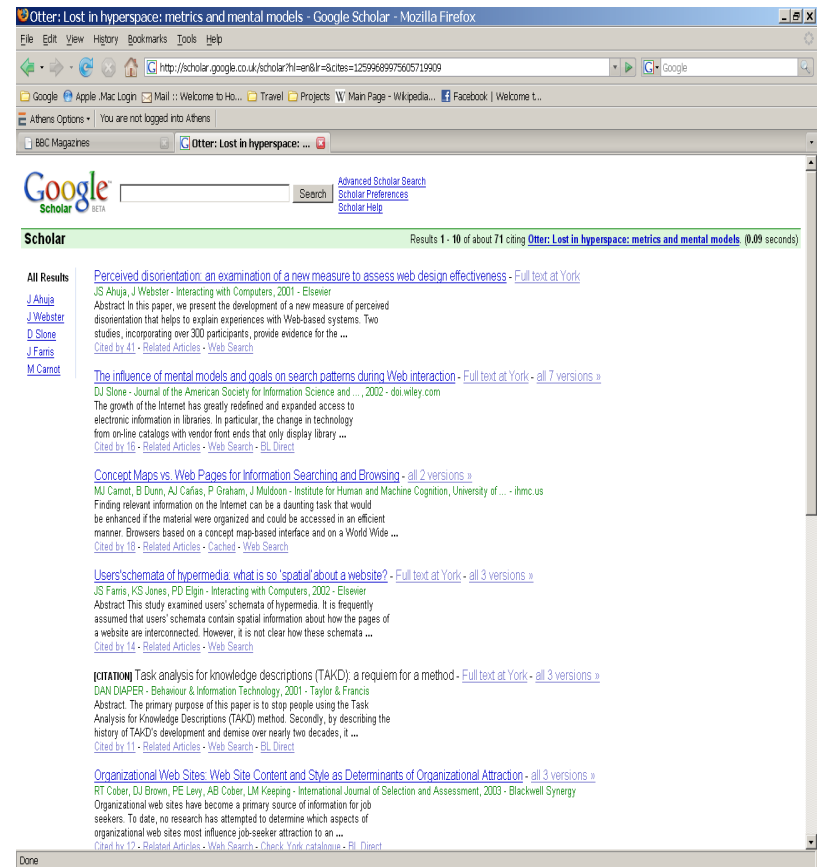 Otter: Lost in hyperspace: metrics and mental models - Google Scholar - Mozilla Firefox
File Edit View History Bookmarks Tools Help
http://scholar.google.co.uk/scholar?hl=en&lr=&cites=12599689975605719909
Google
Google Apple .Mac Login Mail :: Welcome to Ho... Travel Projects Main Page - Wikipedia... Facebook | Welcome t...
Athens Options You are not logged into Athens
BBC Magazines
Otter: Lost in hyperspace: ...
Google Scholar BETA
Search
Advanced Scholar Search
Scholar Preferences
Scholar Help
Scholar
Results 1 - 10 of about 71 citing Otter: Lost in hyperspace: metrics and mental models. (0.09 seconds)
All Results
J Ahuja
J Webster
D Slone
J Farris
M Carnot
Perceived disorientation: an examination of a new measure to assess web design effectiveness - Full text at York
JS Ahuja, J Webster - Interacting with Computers, 2001 - Elsevier
Abstract In this paper, we present the development of a new measure of perceived
disorientation that helps to explain experiences with Web-based systems. Two
studies, incorporating over 300 participants, provide evidence for the ...
Cited by 41 - Related Articles - Web Search
The influence of mental models and goals on search patterns during Web interaction - Full text at York - all 7 versions »
DJ Slone - Journal of the American Society for Information Science and ... , 2002 - doi.wiley.com
The growth of the Internet has greatly redefined and expanded access to
electronic information in libraries. In particular, the change in technology
from on-line catalogs with vendor front ends that only display library ...
Cited by 16 - Related Articles - Web Search - BL Direct
Concept Maps vs. Web Pages for Information Searching and Browsing - all 2 versions »
MJ Carnot, B Dunn, AJ Cañas, P Graham, J Muldoon - Institute for Human and Machine Cognition, University of ... - ihmc.us
Finding relevant information on the Internet can be a daunting task that would
be enhanced if the material were organized and could be accessed in an efficient
manner. Browsers based on a concept map-based interface and on a World Wide ...
Cited by 18 - Related Articles - Cached - Web Search
Users'schemata of hypermedia: what is so 'spatial'about a website? - Full text at York - all 3 versions »
JS Farris, KS Jones, PD Elgin - Interacting with Computers, 2002 - Elsevier
Abstract This study examined users' schemata of hypermedia. It is frequently
assumed that users' schemata contain spatial information about how the pages of
a website are interconnected. However, it is not clear how these schemata ...
Cited by 14 - Related Articles - Web Search
[CITATION] Task analysis for knowledge descriptions (TAKD): a requiem for a method - Full text at York - all 3 versions »
DAN DIAPER - Behaviour & Information Technology, 2001 - Taylor & Francis
Abstract. The primary purpose of this paper is to stop people using the Task
Analysis for Knowledge Descriptions (TAKD) method. Secondly, by describing the
history of TAKD's development and demise over nearly two decades, it ...
Cited by 11 - Related Articles - Web Search - BL Direct
Organizational Web Sites: Web Site Content and Style as Determinants of Organizational Attraction - all 3 versions »
RT Cober, DJ Brown, PE Levy, AB Cober, LM Keeping - International Journal of Selection and Assessment, 2003 - Blackwell Synergy
Organizational web sites have become a primary source of information for job
seekers. To date, no research has attempted to determine which aspects of
organizational web sites most influence job-seeker attraction to an ...
Cited by 12 - Related Articles - Web Search - Check York catalogue - BL Direct
Done